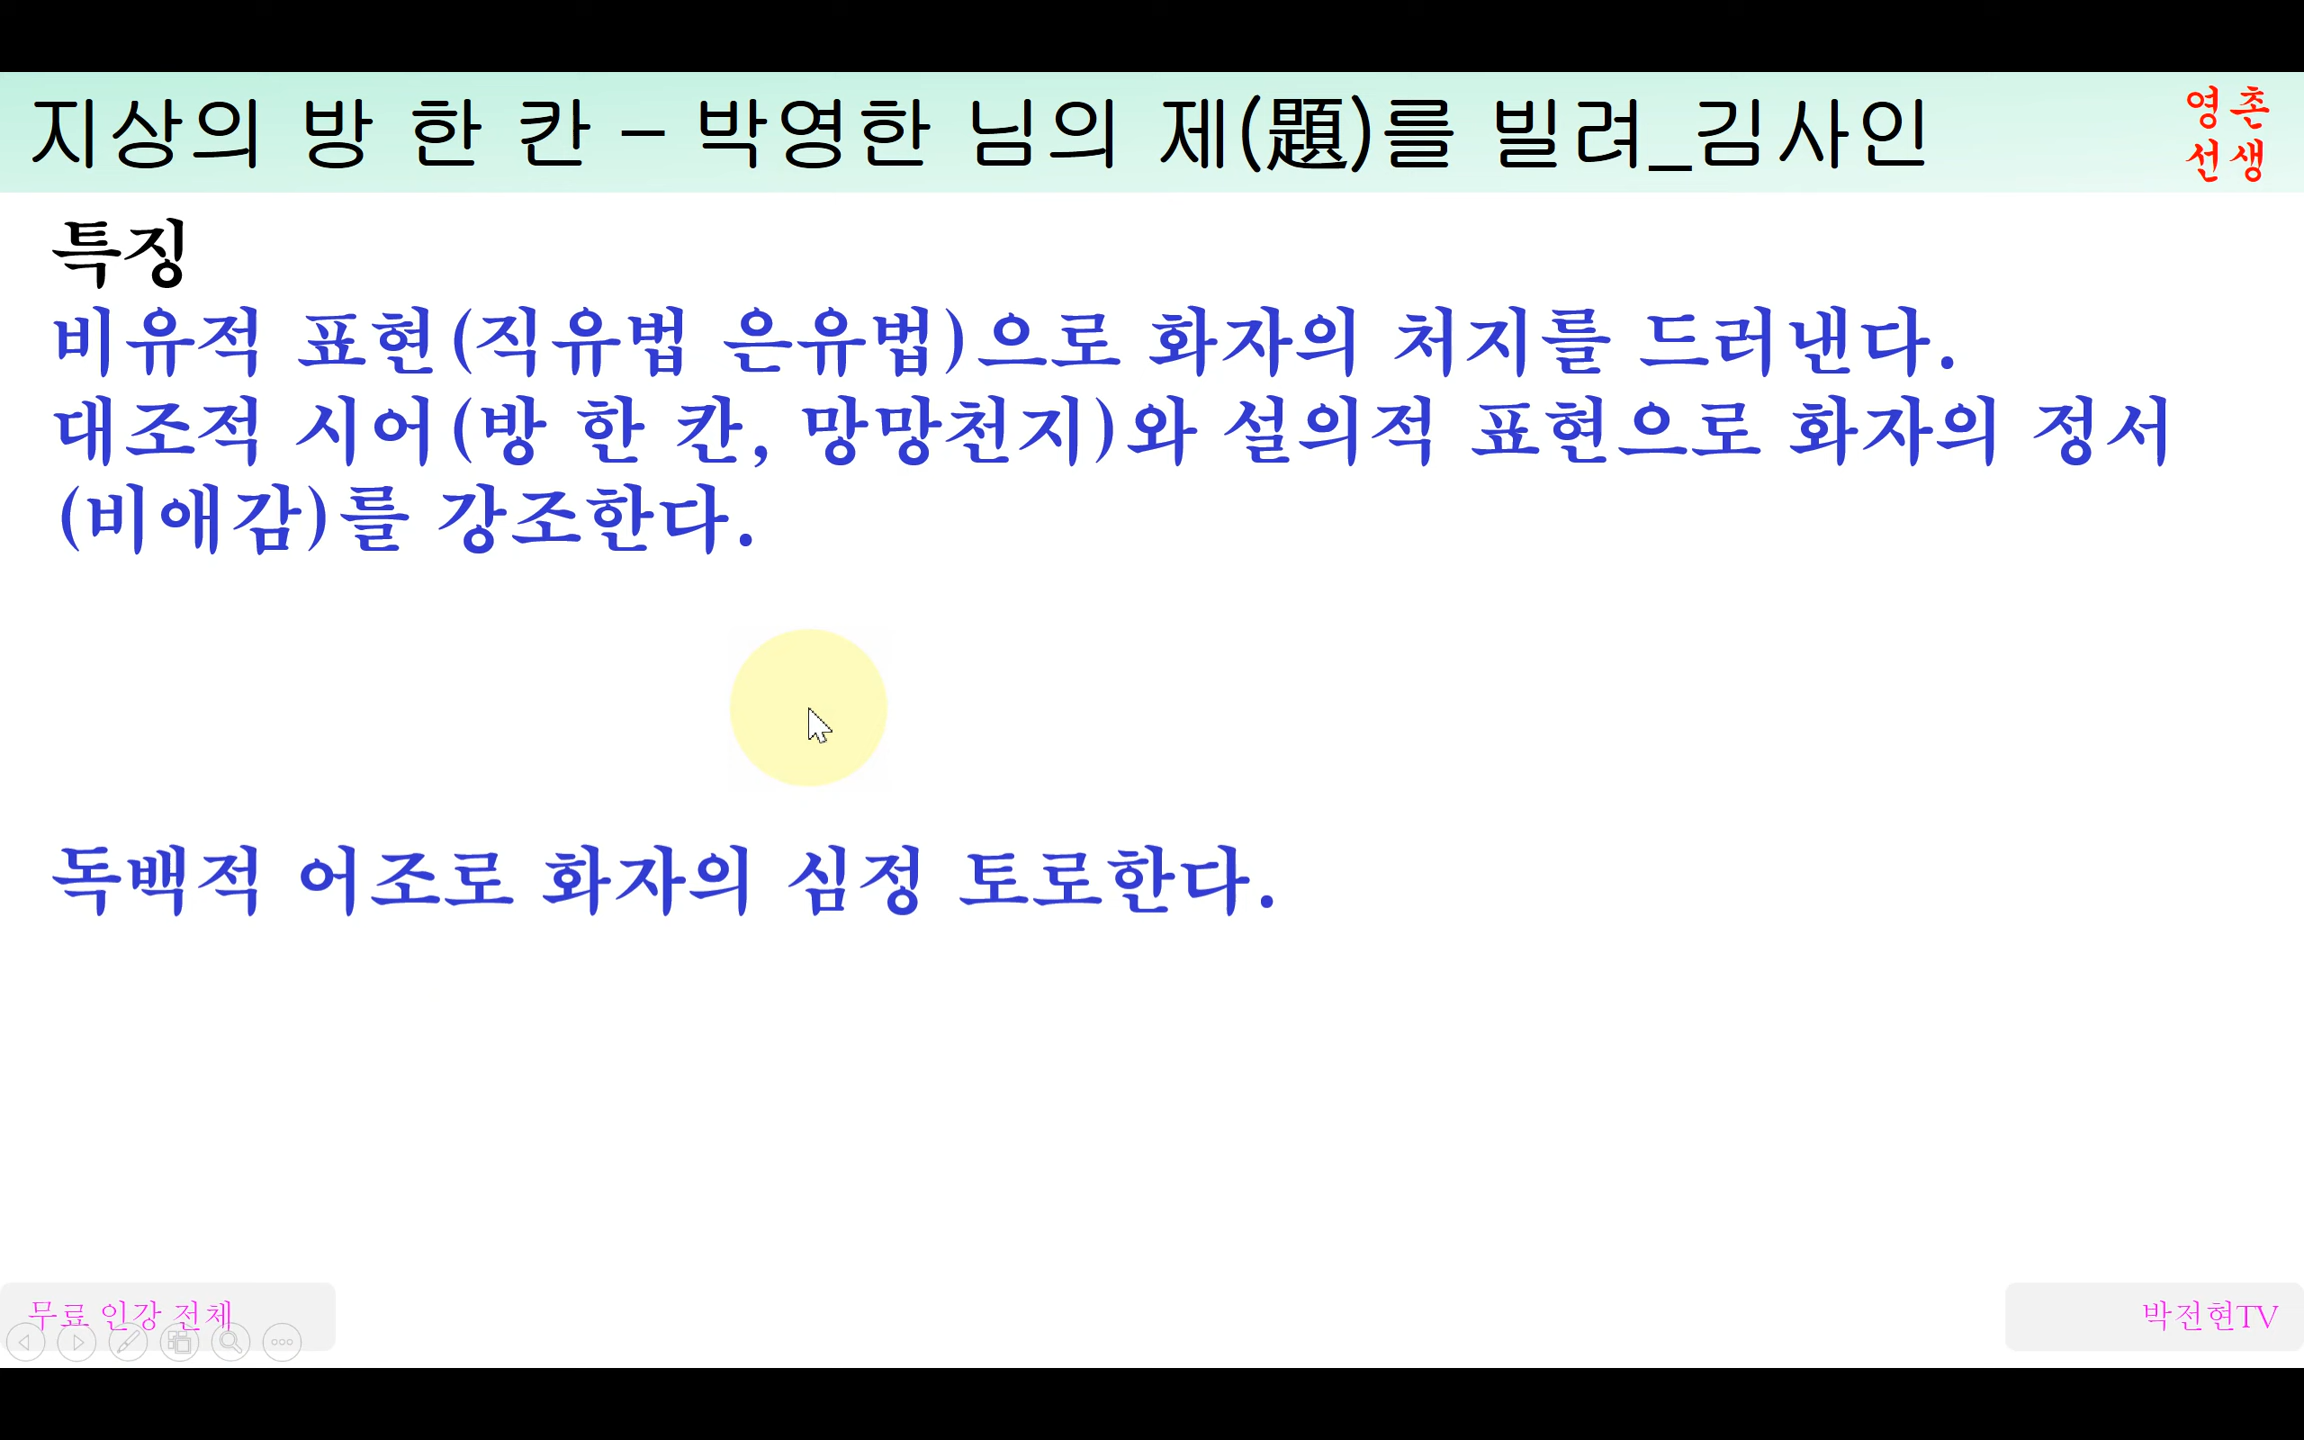 지상의 방 한 칸 – 박영한 님의 제(題)를 빌려_김사인
영촌
선생
특징
비유적 표현(직유법 은유법)으로 화자의 처지를 드러낸다.
대조적 시어(방 한 칸, 망망천지)와 설의적 표현으로 화자의 정서
(비애감)를 강조한다.
독백적 어조로 화자의 심정 토로한다.
무료 인강 전체
박전현TV